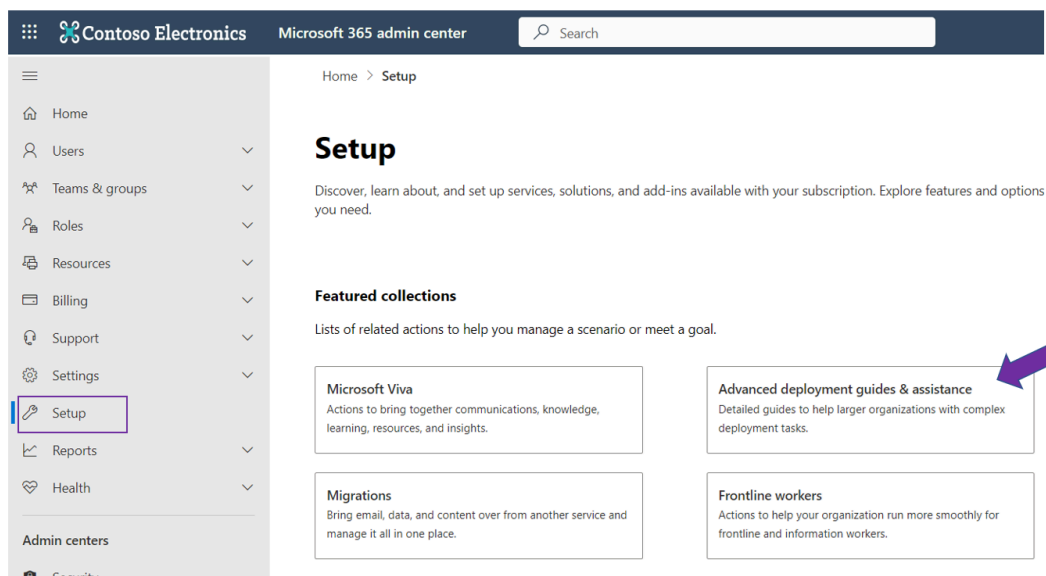 Contoso Electronics
Microsoft 365 admin center
Search
Home > Setup
Home
Users
Teams & groups
Roles
Resources
Billing
Support
Settings
Setup
Reports
Health
Admin centers
Security
Setup
Discover, learn about, and set up services, solutions, and add-ins available with your subscription. Explore features and options
you need.
Featured collections
Lists of related actions to help you manage a scenario or meet a goal.
Microsoft Viva
Actions to bring together communications, knowledge,
learning, resources, and insights.
Advanced deployment guides & assistance
Detailed guides to help larger organizations with complex
deployment tasks.
Migrations
Bring email, data, and content over from another service and
manage it all in one place.
Frontline workers
Actions to help your organization run more smoothly for
frontline and information workers.